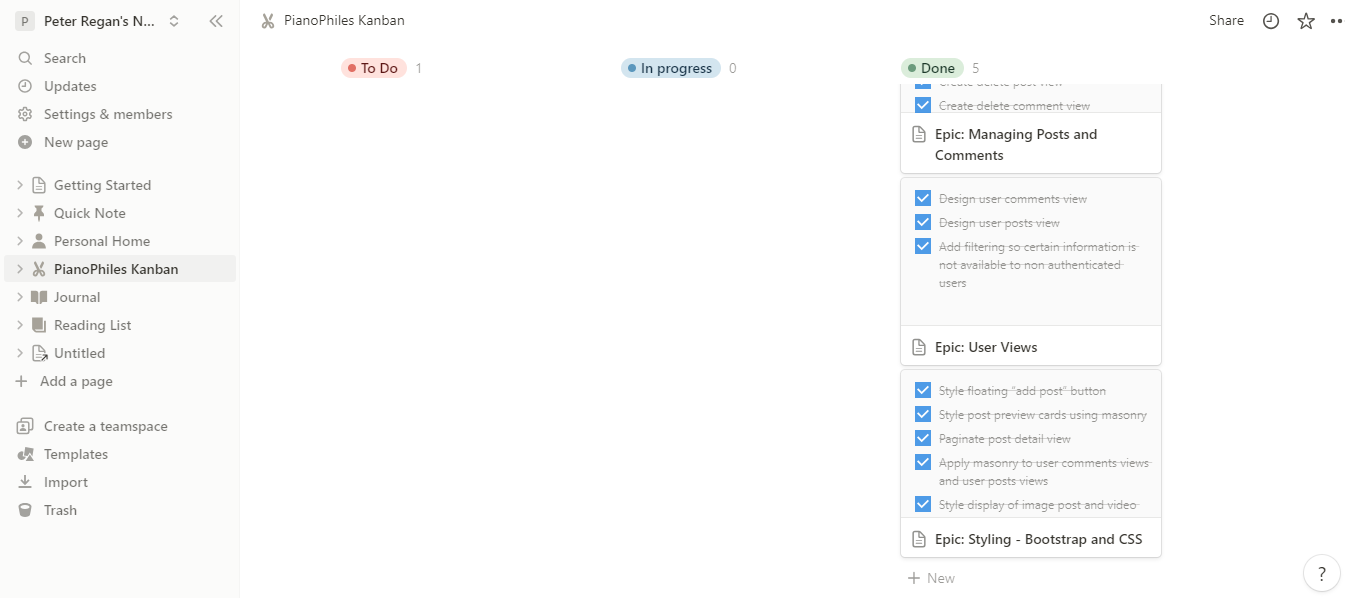 P
Peter Regan's N...
Search
Updates
Settings & members
New page
Getting Started
Quick Note
Personal Home
PianoPhiles Kanban
Journal
Reading List
Untitled
Add a page
Create a teamspace
Templates
Import
Trash
PianoPhiles Kanban
Share
To Do 1
In progress 0
Done 5
Create delete post view
Create delete comment view
Epic: Managing Posts and
Comments
Design user comments view
Design user posts view
Add filtering so certain information is
not available to non authenticated
users
Epic: User Views
Style floating “add post” button
Style post preview cards using masonry
Paginate post detail view
Apply masonry to user comments views
and user posts views
Style display of image post and video
Epic: Styling - Bootstrap and CSS
New
?